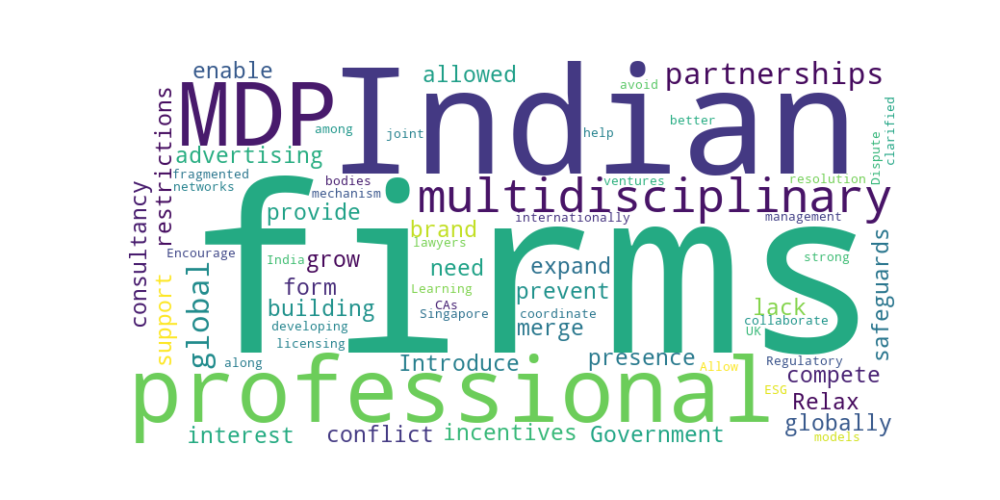 enable
allowed
partnerships
MDP
Indian
avoid
among
joint
help
better
restrictions
advertising
fragmented
networks
bodies
mechanism
multidisciplinary
ventures
resolution
Dispute
clarified
consultancy
provide
internationally
management
Encourage
brand
lawyers
firms
India
grow
need
expand
strong
safeguards
support
global
form
Learning
prevent
building
CAs
Singapore
coordinate
merge
lack
collaborate
UK
developing
licensing
along
Introduce
presence
Allow
Regulatory
professional
compete
ESG
Relax
globally
interest
conflict
incentives
Government
models